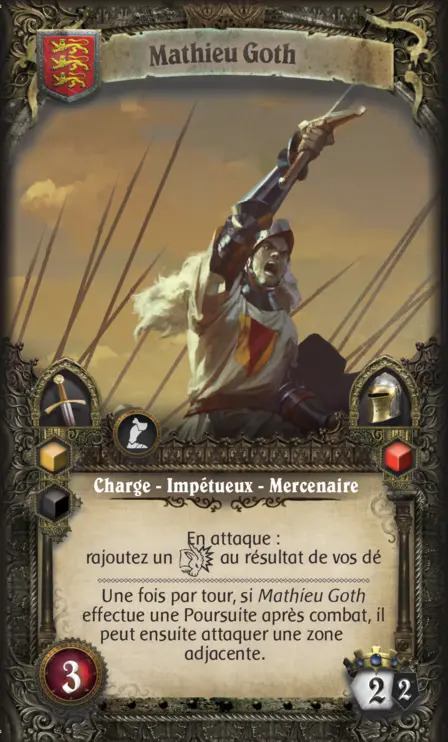 Mathieu Goth
Charge - Impétueux - Mercenaire
En attaque :
rajoutez un au résultat de vos dé
Une fois par tour, si Mathieu Goth
effectue une Poursuite après combat, il
peut ensuite attaquer une zone
adjacente.
3
2 2